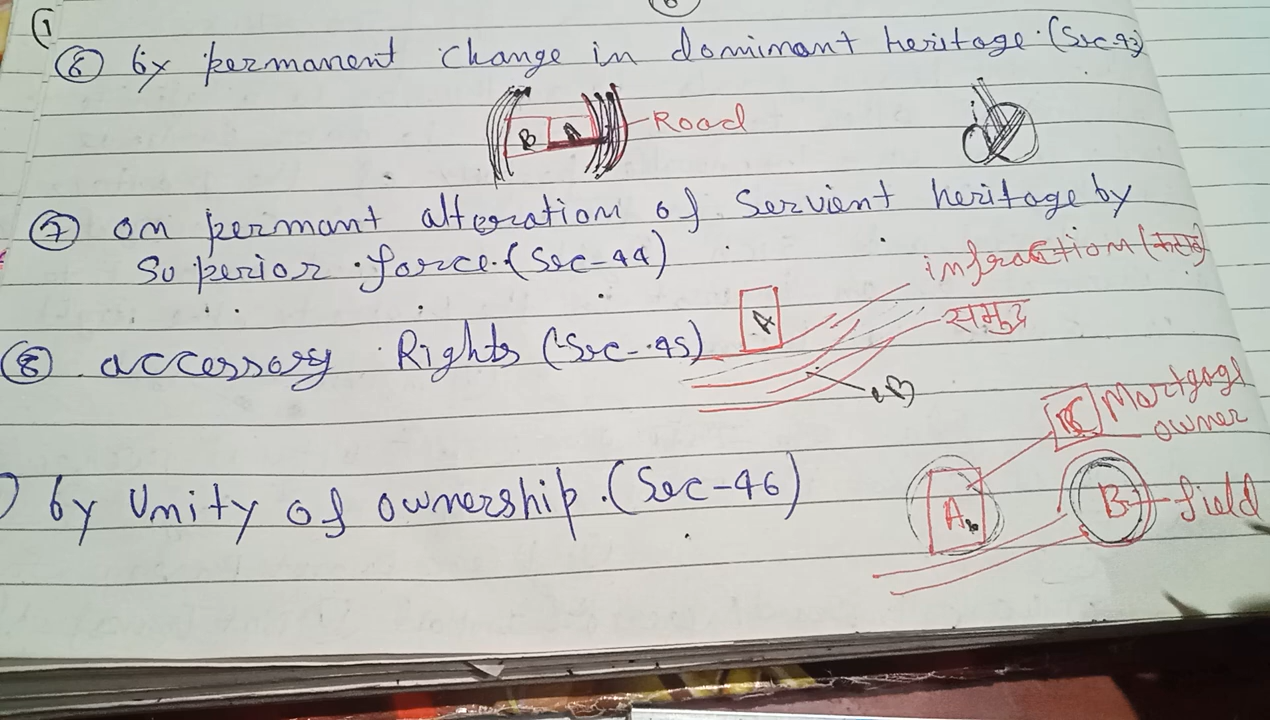 (1
⑥ by permanent change in dominant heritage. (Sec-43)
B A Road
⑦ on permant alteration of Servient heritage by
Superior force. (Sec-44)
infraction (
A समुद्र
⑧ accessory Rights (Sec-45)
B
Mortgage
owner
) by Unity of ownership. (Sec-46)
A B field